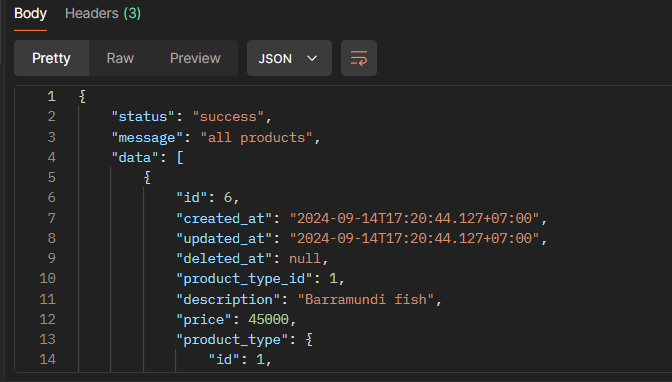 Body Headers (3)
Pretty Raw Preview JSON
1 {
2 "status": "success",
3 "message": "all products",
4 "data": [
5 {
6 "id": 6,
7 "created_at": "2024-09-14T17:20:44.127+07:00",
8 "updated_at": "2024-09-14T17:20:44.127+07:00",
9 "deleted_at": null,
10 "product_type_id": 1,
11 "description": "Barramundi fish",
12 "price": 45000,
13 "product_type": {
14 "id": 1,